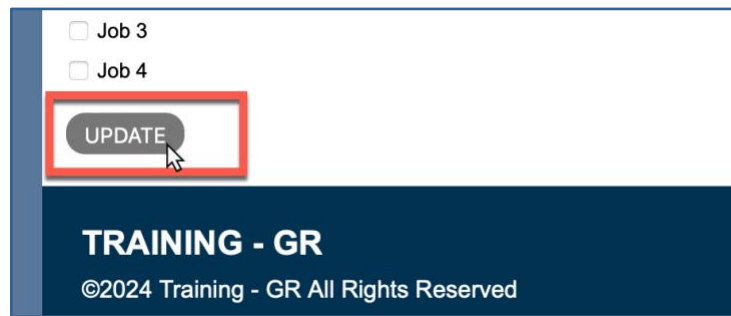 Job 3
Job 4
UPDATE
TRAINING - GR
©2024 Training - GR All Rights Reserved